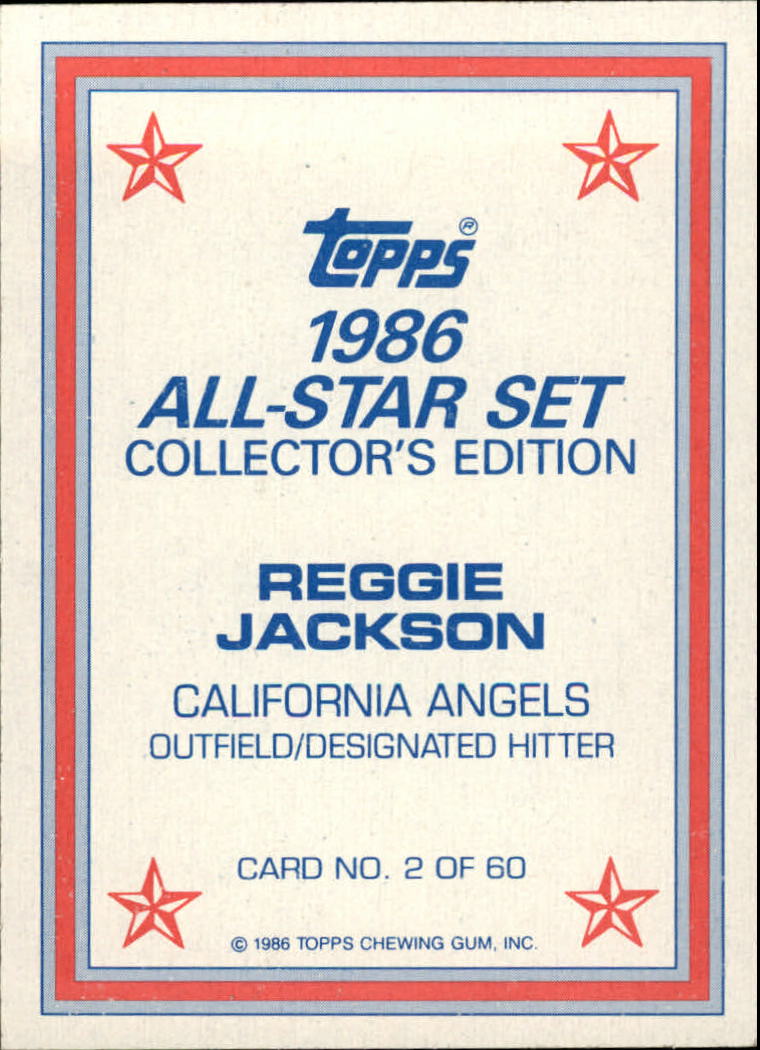 Topps®
1986
ALL-STAR SET
COLLECTOR'S EDITION
REGGIE
JACKSON
CALIFORNIA ANGELS
OUTFIELD/DESIGNATED HITTER
CARD NO. 2 OF 60
© 1986 TOPPS CHEWING GUM, INC.